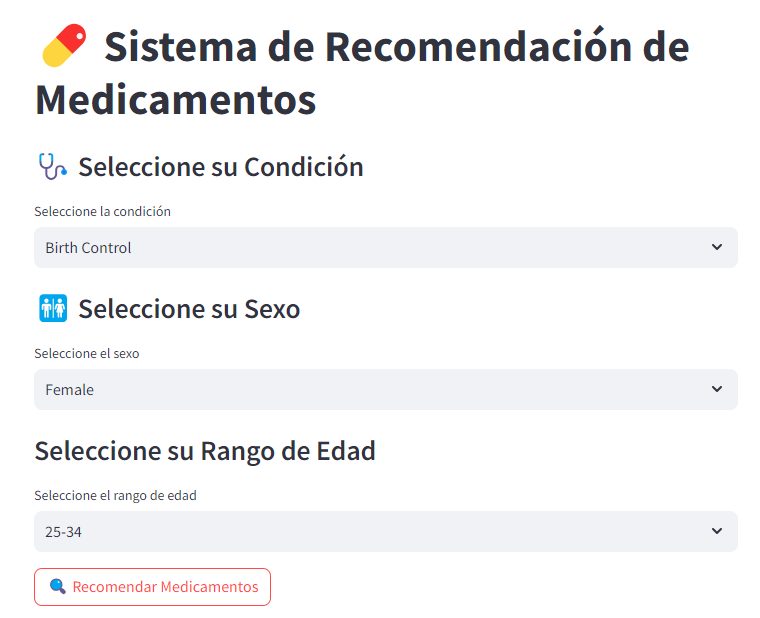 Sistema de Recomendación de
Medicamentos
Seleccione su Condición
Seleccione la condición
Birth Control
Seleccione su Sexo
Seleccione el sexo
Female
Seleccione su Rango de Edad
Seleccione el rango de edad
25-34
Recomendar Medicamentos